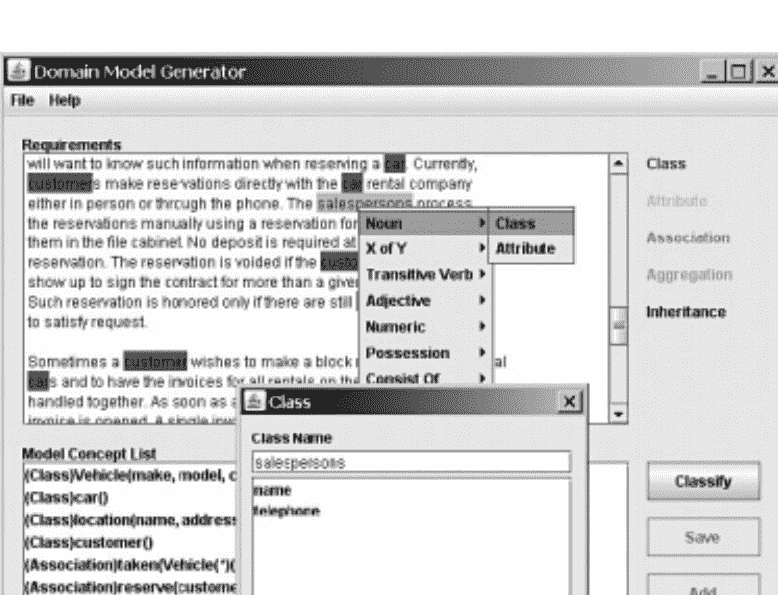 Domain Model Generator
File Help
Requirements
will want to know such information when reserving a car. Currently,
customers make reservations directly with the car rental company
either in person or through the phone. The salespersons process
the reservations manually using a reservation for
them in the file cabinet. No deposit is required at
reservation. The reservation is voided if the custo
show up to sign the contract for more than a give
Such reservation is honored only if there are still
to satisfy request.
Sometimes a customer wishes to make a block al
cars and to have the invoices for all rentals on the
handled together. As soon as a
invoice is opened. A single
Noun
X of Y
Transitive Verb
Adjective
Numeric
Possession
Consist Of
Class
Attribute
Class
Attribute
Association
Aggregation
Inheritance
Class
Class Name
salespersons
name
telephone
Model Concept List
(Class)Vehicle(make, model, c
(Class)car()
(Class)location(name, address
(Class)customer()
(Association)taken(Vehicle(*)(
(Association)reserve(custome
Classify
Save
Add